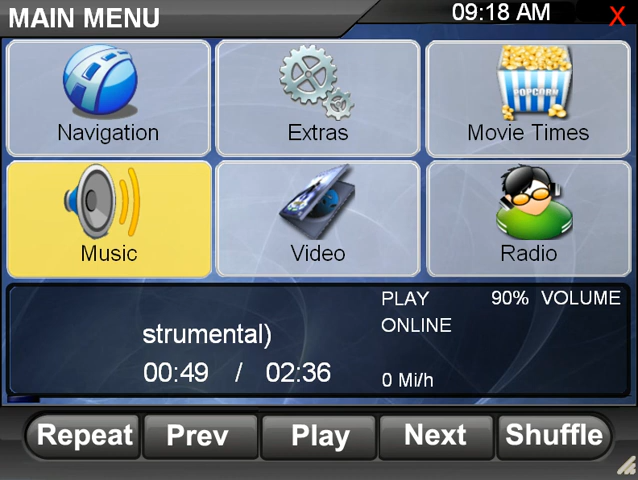 MAIN MENU
09:18 AM
X
Navigation
Extras
POPCORN
Movie Times
Music
Video
Radio
PLAY
90% VOLUME
ONLINE
strumental)
00:49 / 02:36
0 Mi/h
Repeat
Prev
Play
Next
Shuffle